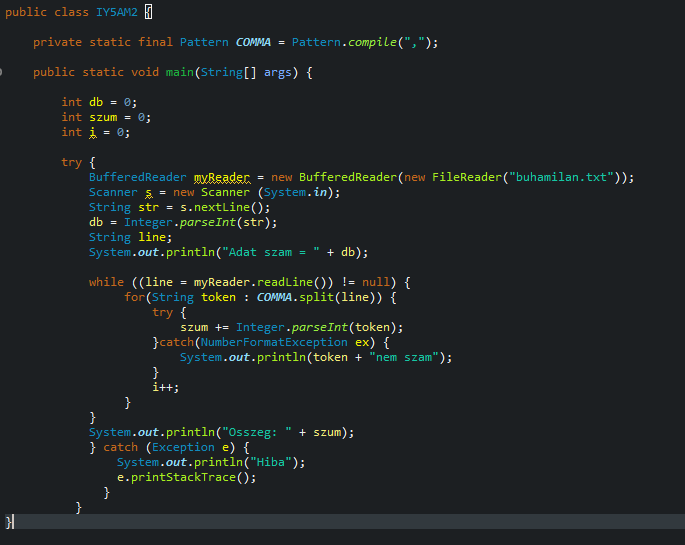 public class IY5AM2 {
private static final Pattern COMMA = Pattern.compile(",");
public static void main(String[] args) {
int db = 0;
int szum = 0;
int i = 0;
try {
BufferedReader myReader = new BufferedReader(new FileReader("buhamilan.txt"));
Scanner s = new Scanner (System.in);
String str = s.nextLine();
db = Integer.parseInt(str);
String line;
System.out.println("Adat szam = " + db);
while ((line = myReader.readLine()) != null) {
for(String token : COMMA.split(line)) {
try {
szum += Integer.parseInt(token);
}catch(NumberFormatException ex) {
System.out.println(token + "nem szam");
}
i++;
}
}
System.out.println("Osszeg: " + szum);
} catch (Exception e) {
System.out.println("Hiba");
e.printStackTrace();
}
}
}